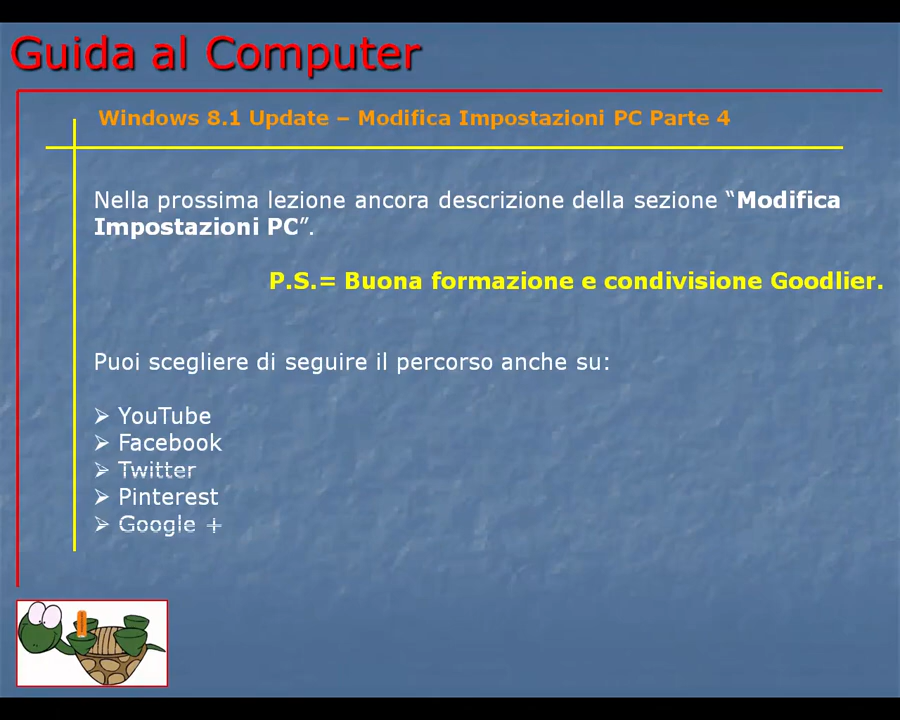 Guida al Computer
Windows 8.1 Update – Modifica Impostazioni PC Parte 4
Nella prossima lezione ancora descrizione della sezione “Modifica
Impostazioni PC”.
P.S.= Buona formazione e condivisione Goodlier.
Puoi scegliere di seguire il percorso anche su:
➢ YouTube
➢ Facebook
➢ Twitter
➢ Pinterest
➢ Google +